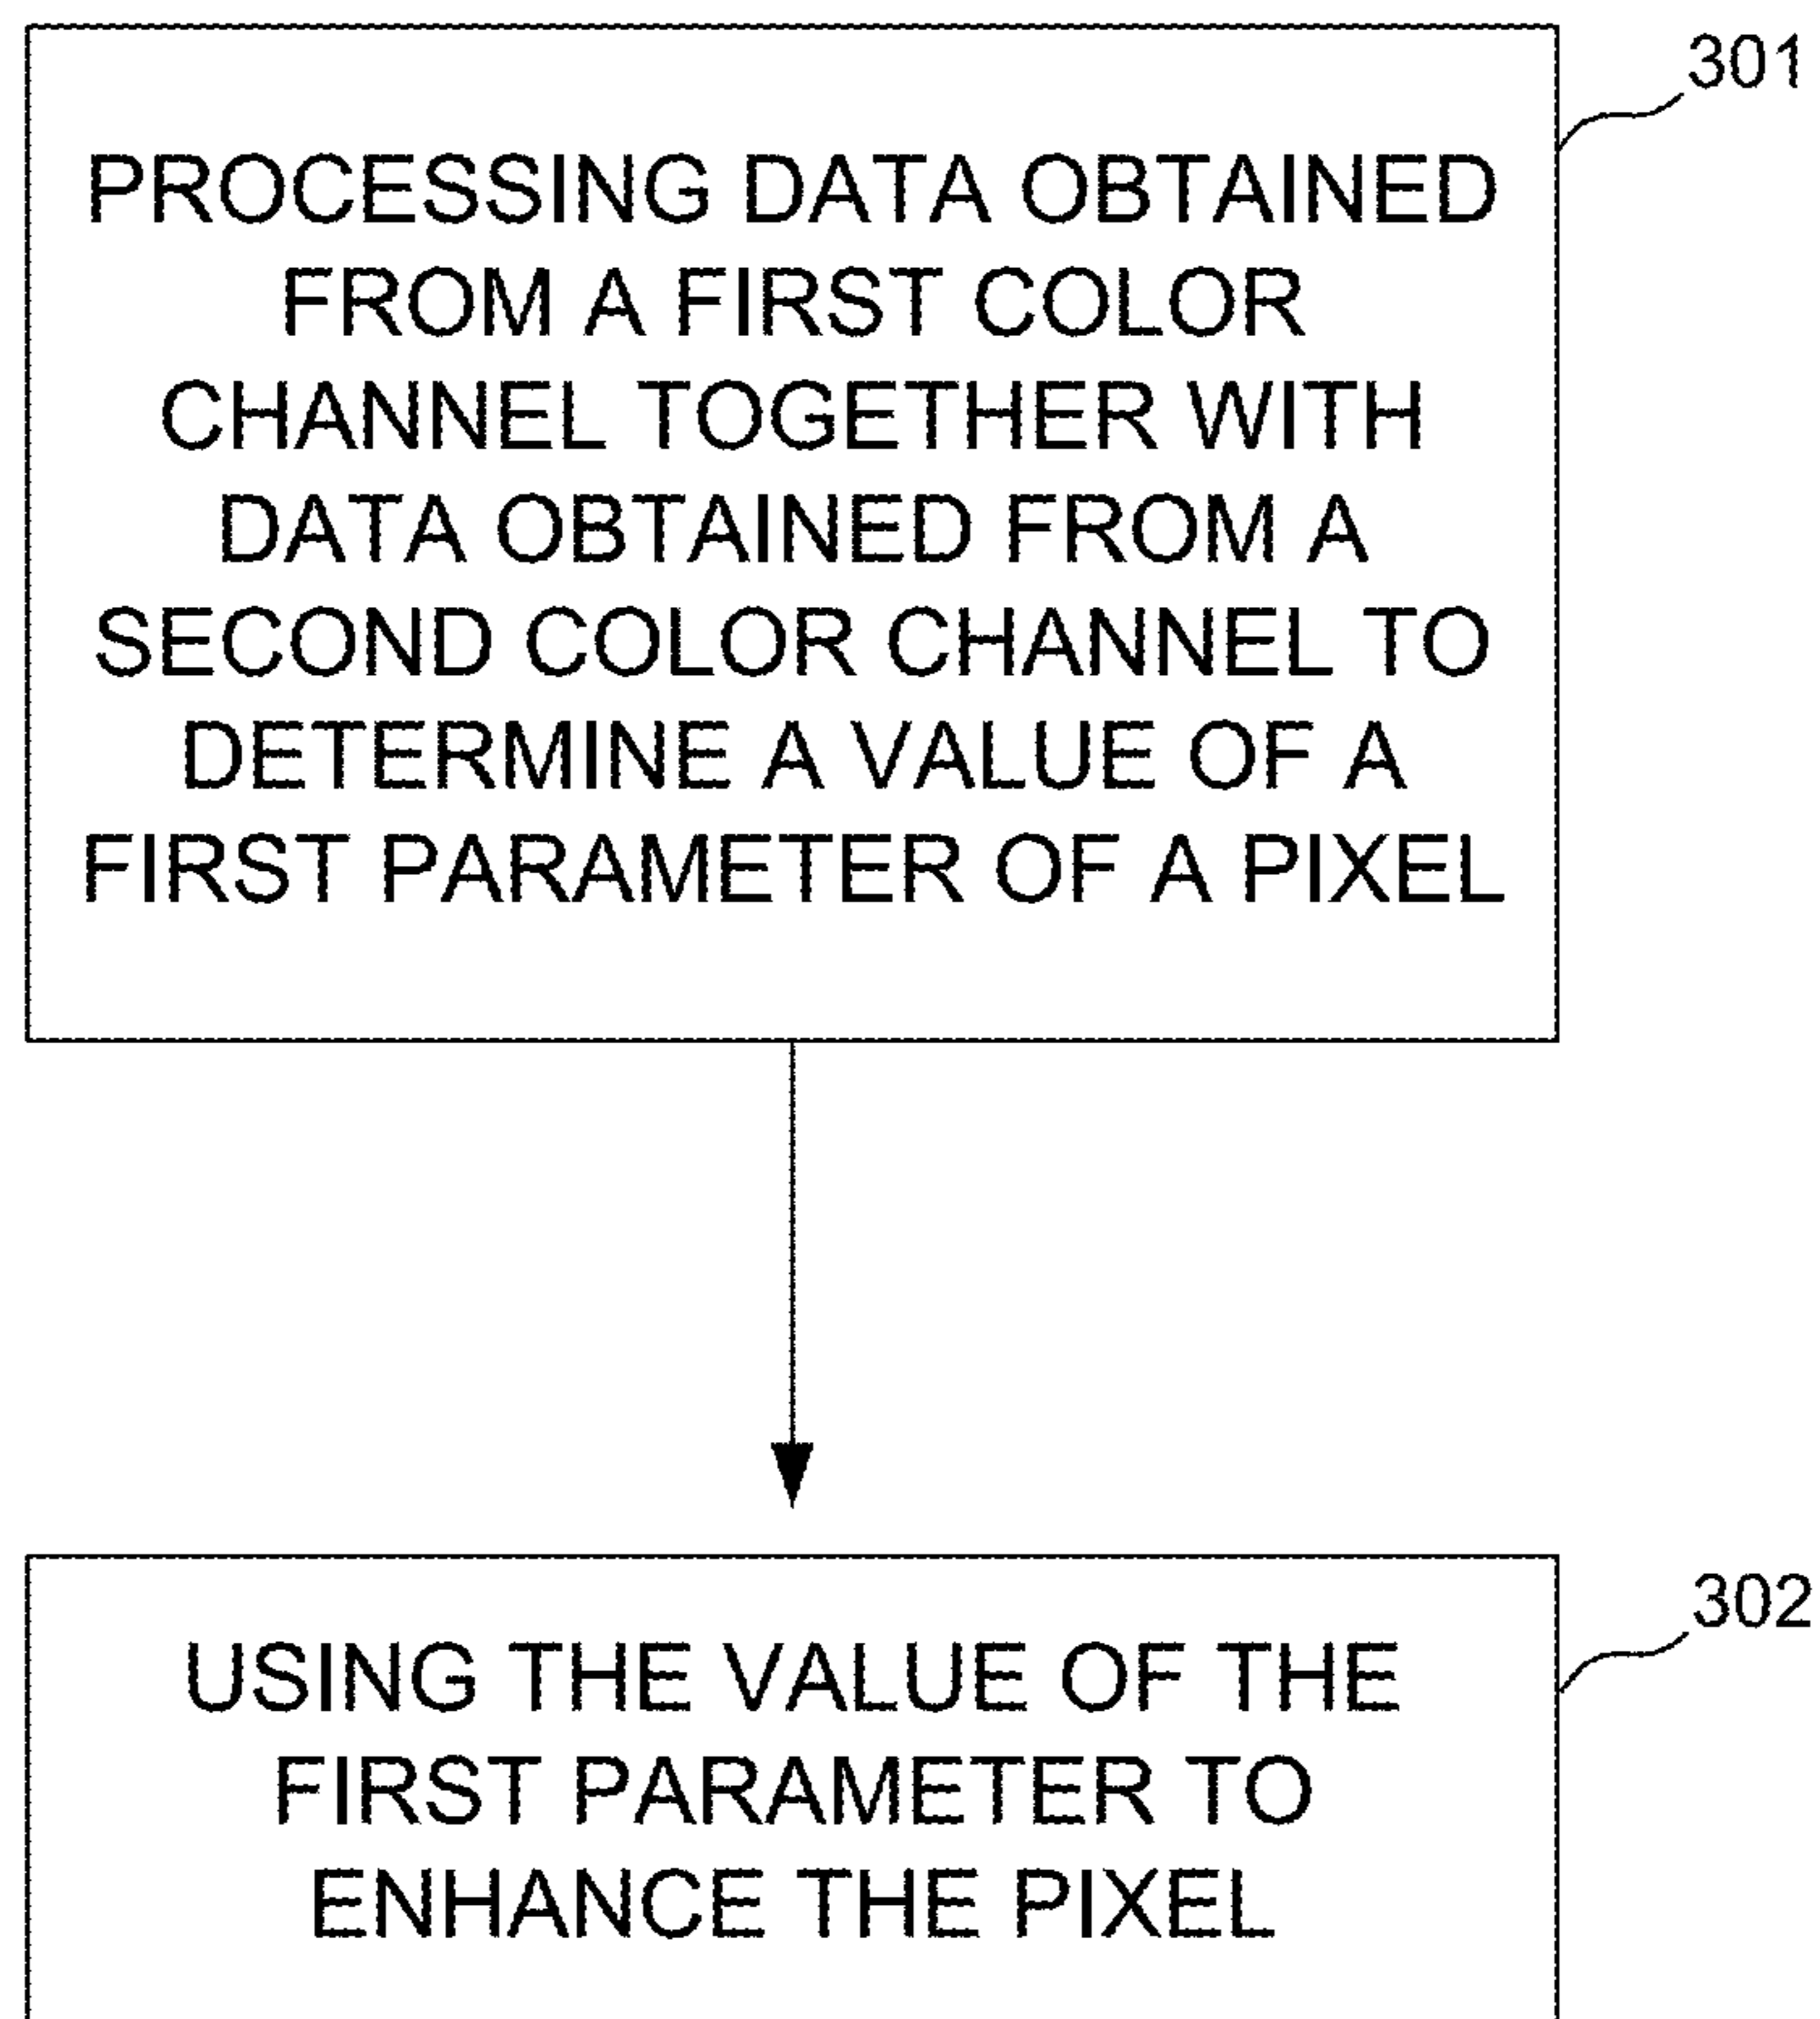 301
PROCESSING DATA OBTAINED
FROM A FIRST COLOR
CHANNEL TOGETHER WITH
DATA OBTAINED FROM A
SECOND COLOR CHANNEL TO
DETERMINE A VALUE OF A
FIRST PARAMETER OF A PIXEL
302
USING THE VALUE OF THE
FIRST PARAMETER TO
ENHANCE THE PIXEL